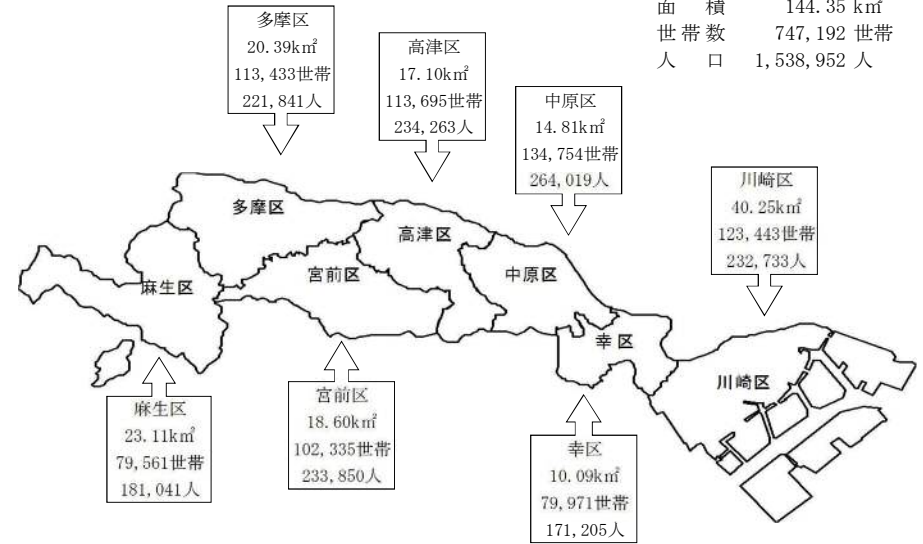 面積 144.35 km²
世帯数 747,192 世帯
人口 1,538,952 人
多摩区
20.39km²
113,433世帯
221,841人
高津区
17.10km²
113,695世帯
234,263人
中原区
14.81km²
134,754世帯
264,019人
川崎区
40.25km²
123,443世帯
232,733人
多摩区
高津区
麻生区
宮前区
中原区
幸区
川崎区
麻生区
23.11km²
79,561世帯
181,041人
宮前区
18.60km²
102,335世帯
233,850人
幸区
10.09km²
79,971世帯
171,205人